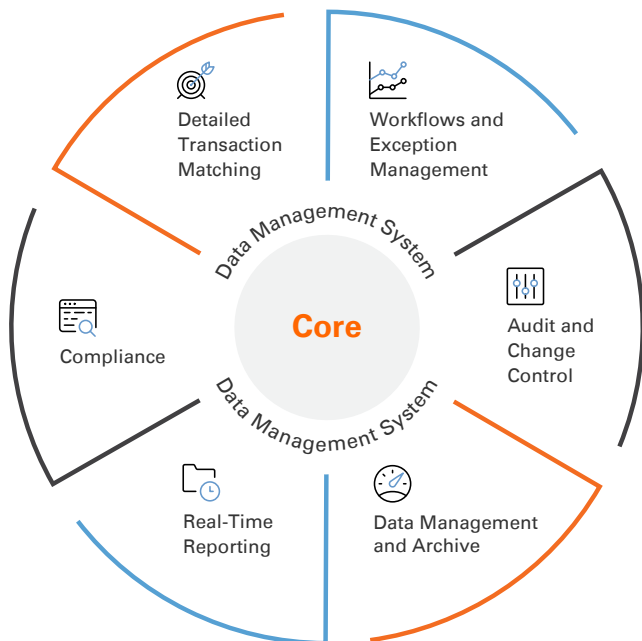 Detailed
Transaction
Matching
Workflows and
Exception
Management
Data Management System
Core
Compliance
Audit and
Change
Control
Data Management System
Real-Time
Reporting
Data Management
and Archive